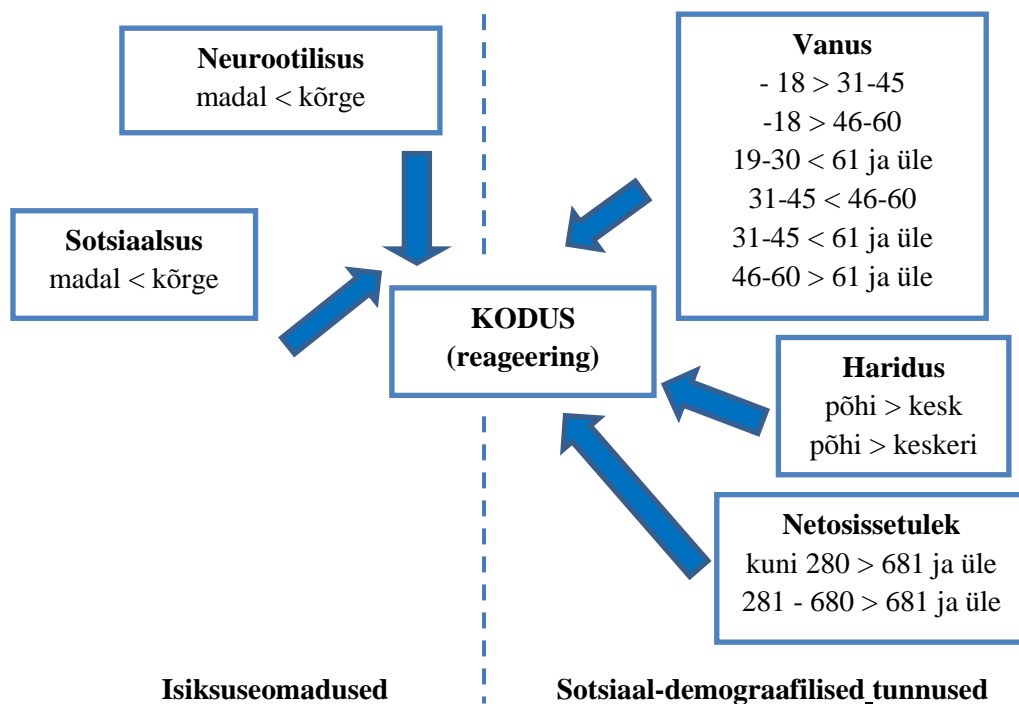 Neurootilisus
madal < kõrge
Sotsiaalsus
madal < kõrge
Vanus
- 18 > 31-45
-18 > 46-60
19-30 < 61 ja üle
31-45 < 46-60
31-45 < 61 ja üle
46-60 > 61 ja üle
KODUS
(reageering)
Haridus
põhi > kesk
põhi > keskeri
Netosissetulek
kuni 280 > 681 ja üle
281 - 680 > 681 ja üle
Isiksuseomadused
Sotsiaal-demograafilised tunnused